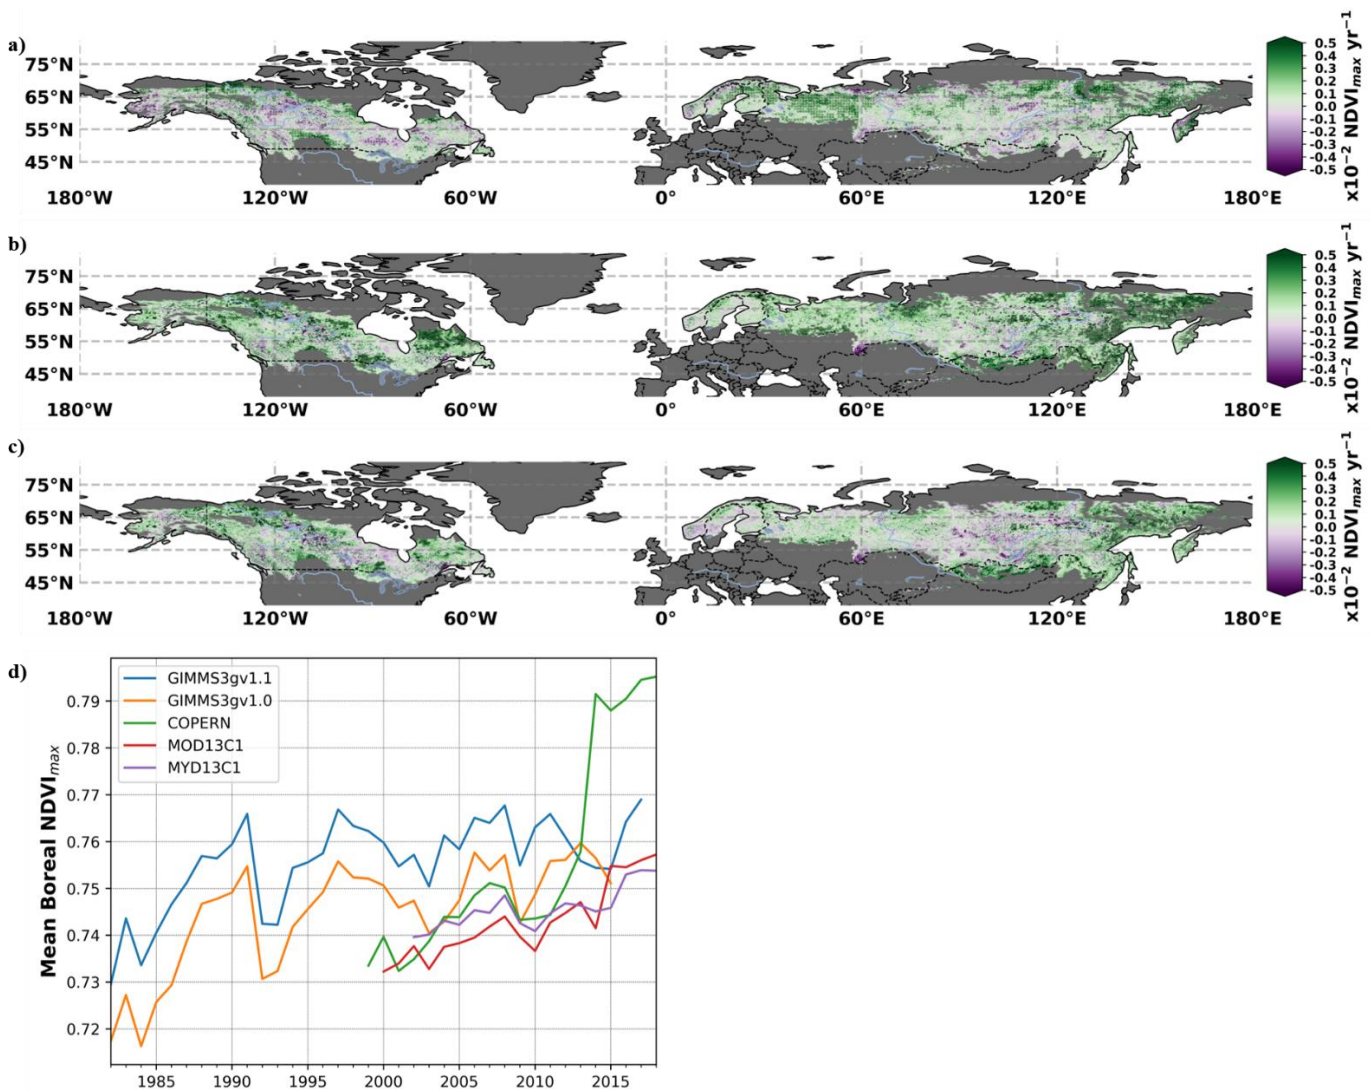 a)
75°N
65°N
55°N
45°N
180°W 120°W 60°W 0° 60°E 120°E 180°E
0.5
0.4
0.3
0.2
0.1
0.0
-0.1
-0.2
-0.3
-0.4
-0.5
x10⁻² NDVI_max yr⁻¹
b)
75°N
65°N
55°N
45°N
180°W 120°W 60°W 0° 60°E 120°E 180°E
0.5
0.4
0.3
0.2
0.1
0.0
-0.1
-0.2
-0.3
-0.4
-0.5
x10⁻² NDVI_max yr⁻¹
c)
75°N
65°N
55°N
45°N
180°W 120°W 60°W 0° 60°E 120°E 180°E
0.5
0.4
0.3
0.2
0.1
0.0
-0.1
-0.2
-0.3
-0.4
-0.5
x10⁻² NDVI_max yr⁻¹
d)
GIMMS3gv1.1
GIMMS3gv1.0
COPERN
MOD13C1
MYD13C1
Mean Boreal NDVI_max
0.79
0.78
0.77
0.76
0.75
0.74
0.73
0.72
1985 1990 1995 2000 2005 2010 2015